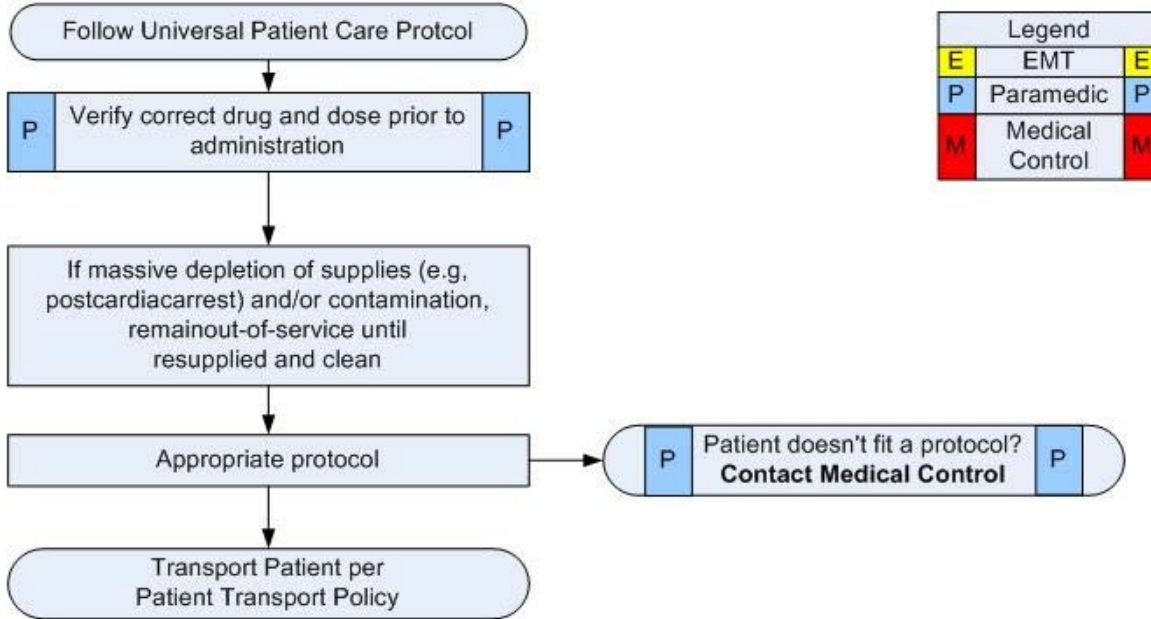 Follow Universal Patient Care Protcol
Legend
E EMT E
P Paramedic P
M Medical M
Control
P Verify correct drug and dose prior to P
administration
If massive depletion of supplies (e.g,
postcardiacarrest) and/or contamination,
remainout-of-service until
resupplied and clean
Appropriate protocol
P Patient doesn't fit a protocol? P
Contact Medical Control
Transport Patient per
Patient Transport Policy